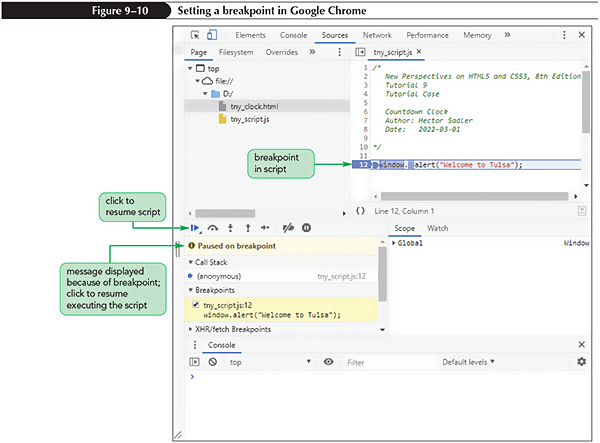 Figure 9–10 Setting a breakpoint in Google Chrome
Elements Console Sources Network Performance Memory »
Page Filesystem Overrides »
tny_script.js ×
top
file://
D:/
tny_clock.html
tny_script.js
1 /*
2 New Perspectives on HTML5 and CSS3, 8th Edition
3 Tutorial 9
4 Tutorial Case
5
6 Countdown Clock
7 Author: Hector Sadler
8 Date: 2022-03-01
9
10 */
11
12 window.alert("Welcome to Tulsa");
breakpoint
in script
{} Line 12, Column 1
click to
resume script
Paused on breakpoint
Scope Watch
Global Window
message displayed
because of breakpoint;
click to resume
executing the script
Call Stack
(anonymous) tny_script.js:12
Breakpoints
tny_script.js:12
window.alert("Welcome to Tulsa");
XHR/fetch Breakpoints
Console ×
top Filter Default levels
›